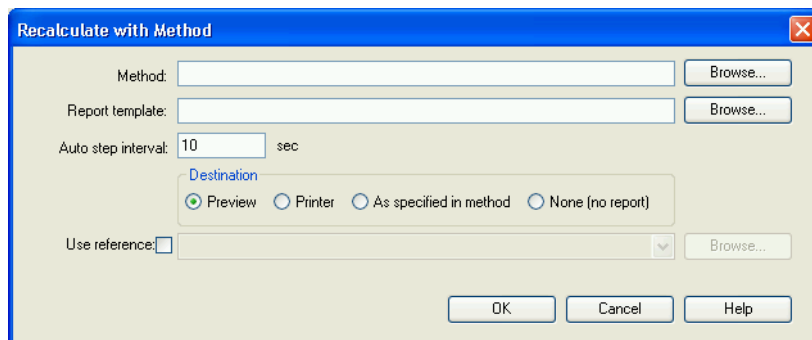 Recalculate with Method
Method: Browse...
Report template: Browse...
Auto step interval: 10 sec
Destination
Preview Printer As specified in method None (no report)
Use reference: Browse...
OK Cancel Help